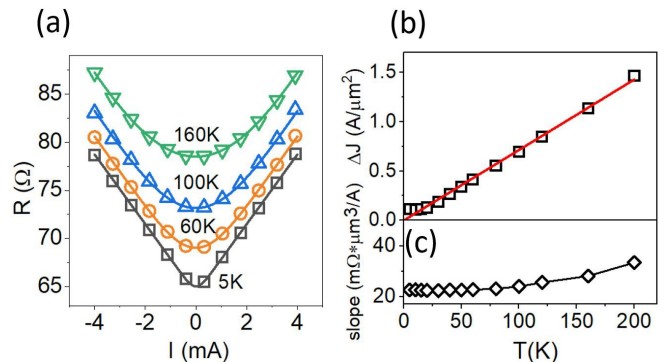 (a)
R (Ω)
85
80
75
70
65
160K
100K
60K
5K
-4
-2
0
2
4
I (mA)
(b)
ΔJ (A/μm²)
1.5
1.0
0.5
0.0
(c)
slope (mΩ*μm3/A)
40
20
0
50
100
150
200
T(K)